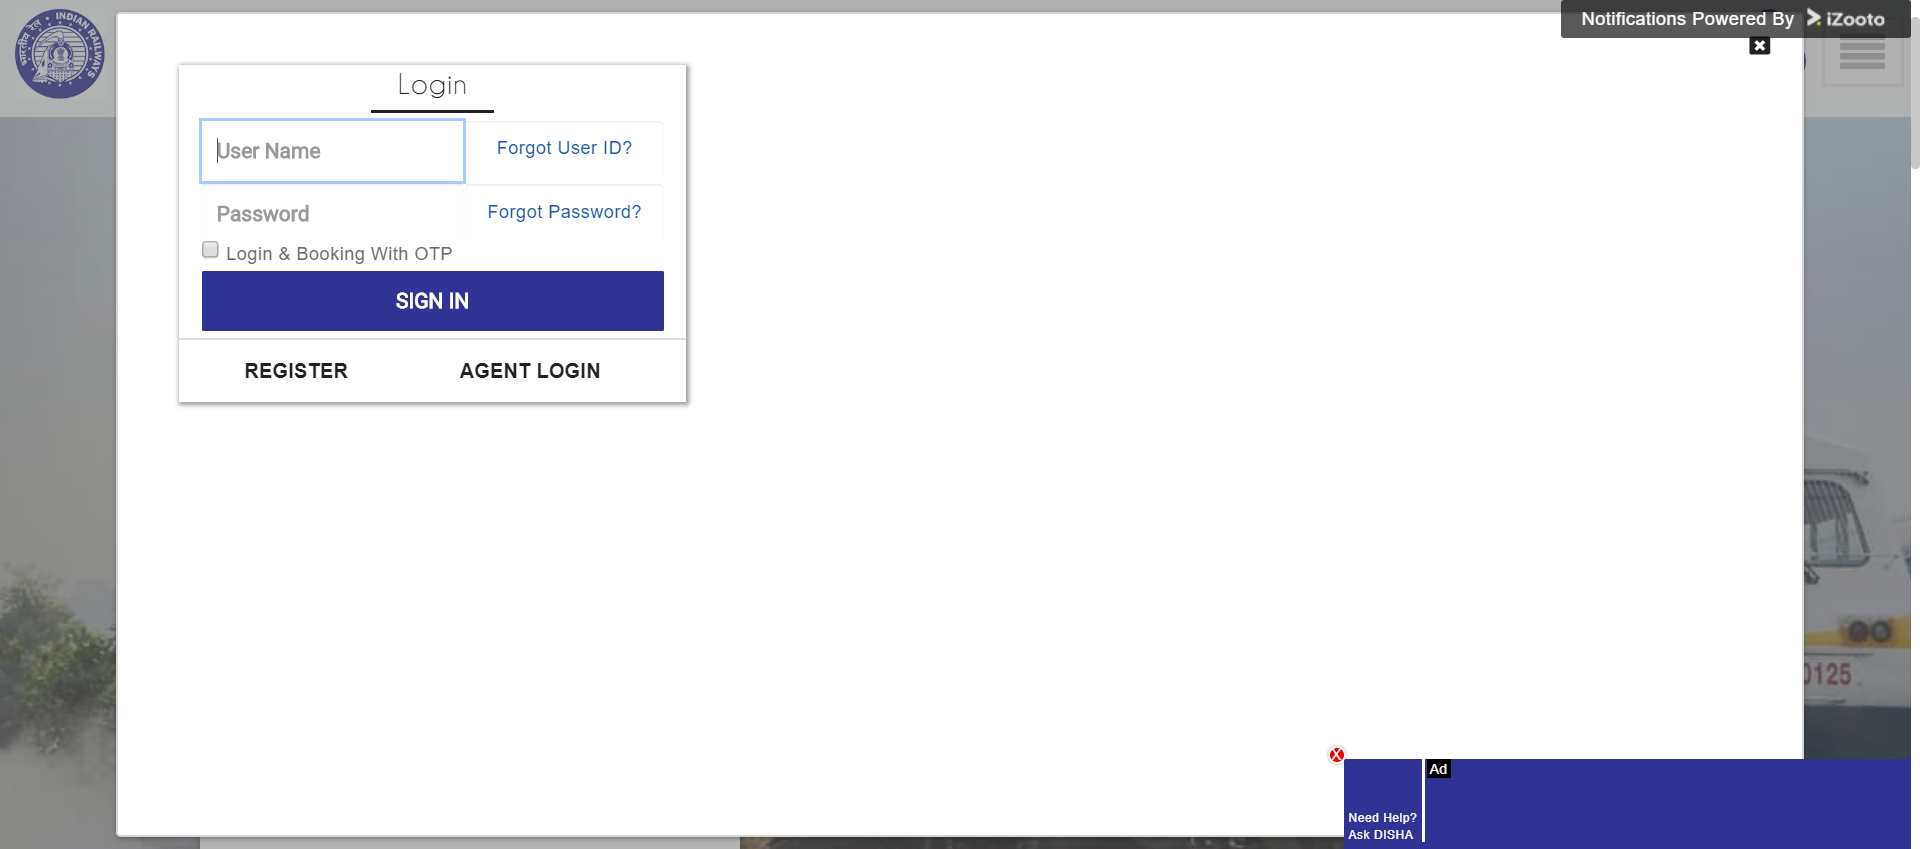 भारतीय रेल INDIAN RAILWAYS
Notifications Powered By iZooto
Login
User Name
Forgot User ID?
Password
Forgot Password?
Login & Booking With OTP
SIGN IN
REGISTER
AGENT LOGIN
0125
X
Ad
Need Help?
Ask DISHA